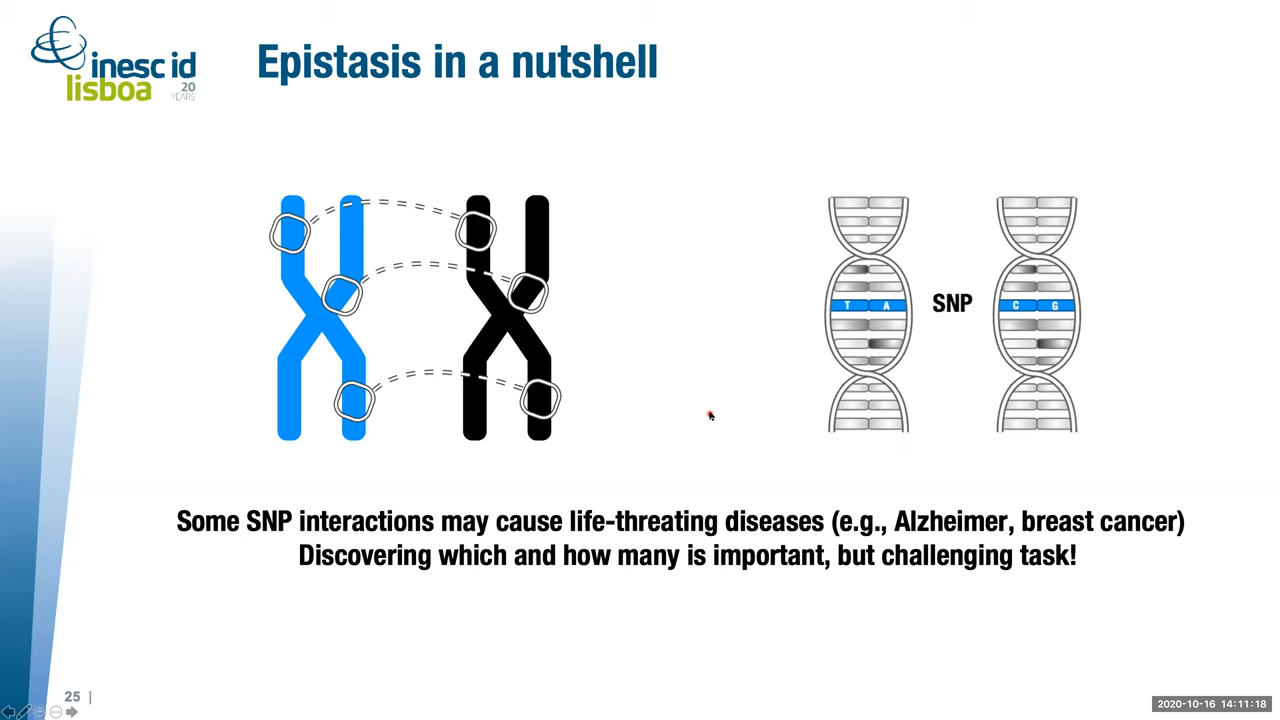 inesc id
lisboa
20
YEARS
Epistasis in a nutshell
T A
SNP
C G
Some SNP interactions may cause life-threating diseases (e.g., Alzheimer, breast cancer)
Discovering which and how many is important, but challenging task!
25 |
2020-10-16 14:11:18